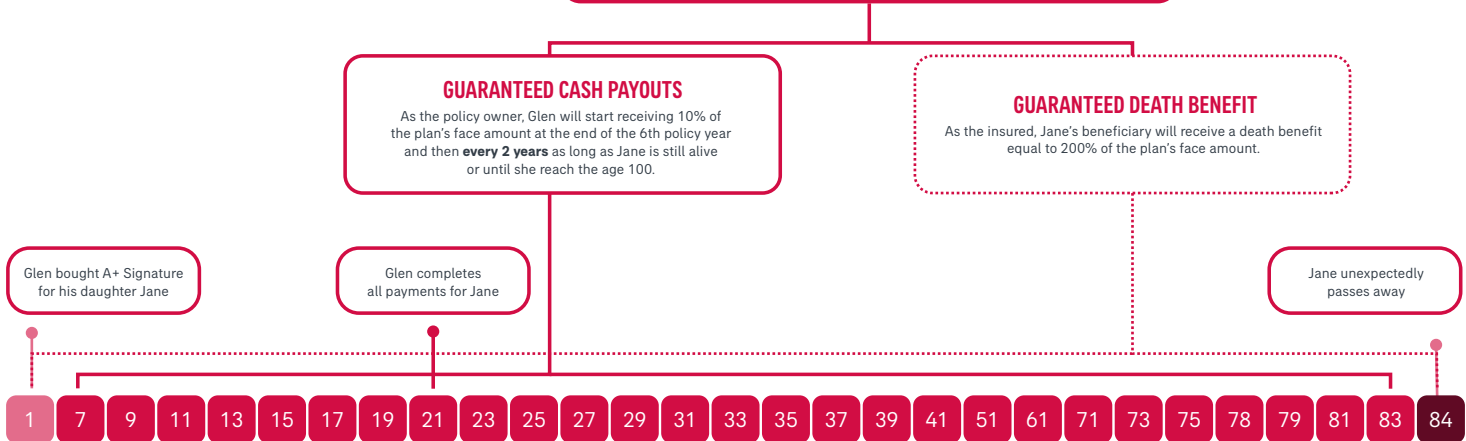 GUARANTEED CASH PAYOUTS
As the policy owner, Glen will start receiving 10% of
the plan's face amount at the end of the 6th policy year
and then every 2 years as long as Jane is still alive
or until she reach the age 100.
GUARANTEED DEATH BENEFIT
As the insured, Jane's beneficiary will receive a death benefit
equal to 200% of the plan's face amount.
Glen bought A+ Signature
for his daughter Jane
Glen completes
all payments for Jane
Jane unexpectedly
passes away
1 7 9 11 13 15 17 19 21 23 25 27 29 31 33 35 37 39 41 51 61 71 73 75 78 79 81 83 84